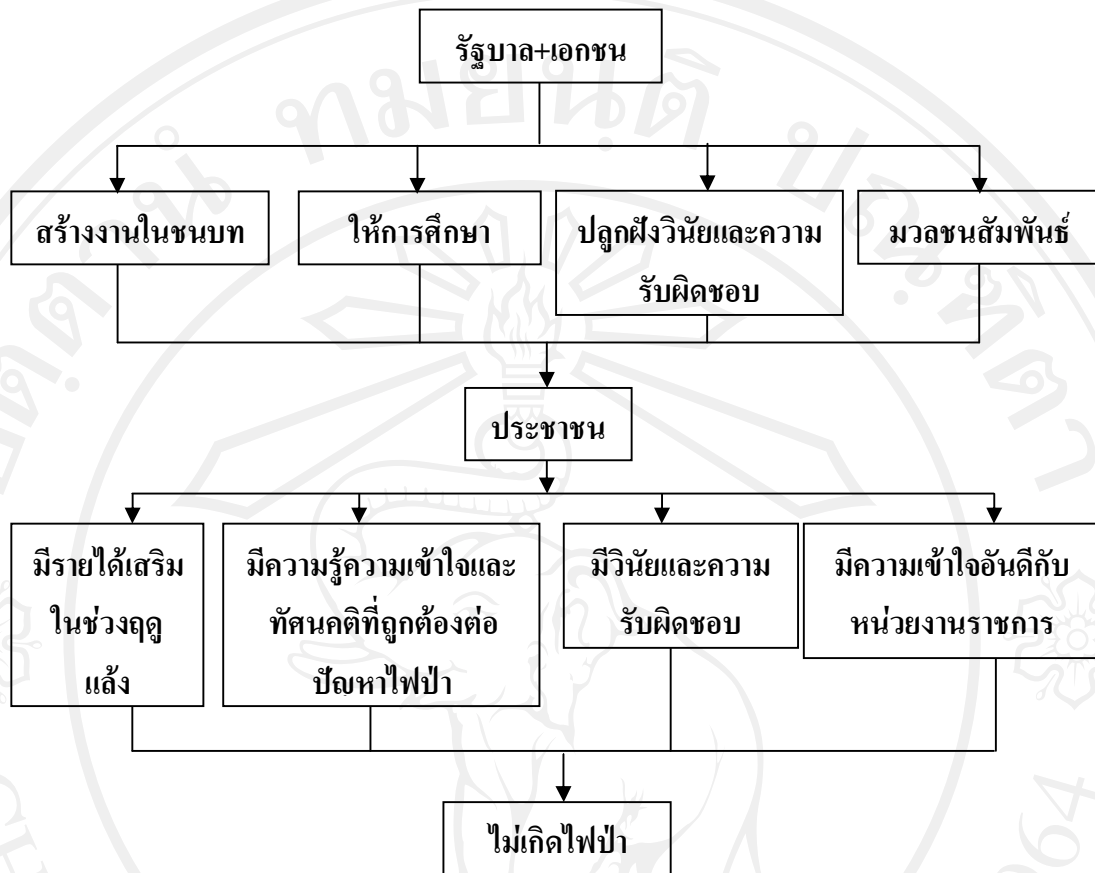 รัฐบาล+เอกชน
สร้างงานในชนบท
ให้การศึกษา
ปลูกฝังวินัยและความ
รับผิดชอบ
มวลชนสัมพันธ์
ประชาชน
มีรายได้เสริม
ในช่วงฤดู
แล้ง
มีความรู้ความเข้าใจและ
ทัศนคติที่ถูกต้องต่อ
ปัญหาไฟป่า
มีวินัยและความ
รับผิดชอบ
มีความเข้าใจอันดีกับ
หน่วยงานราชการ
ไม่เกิดไฟป่า